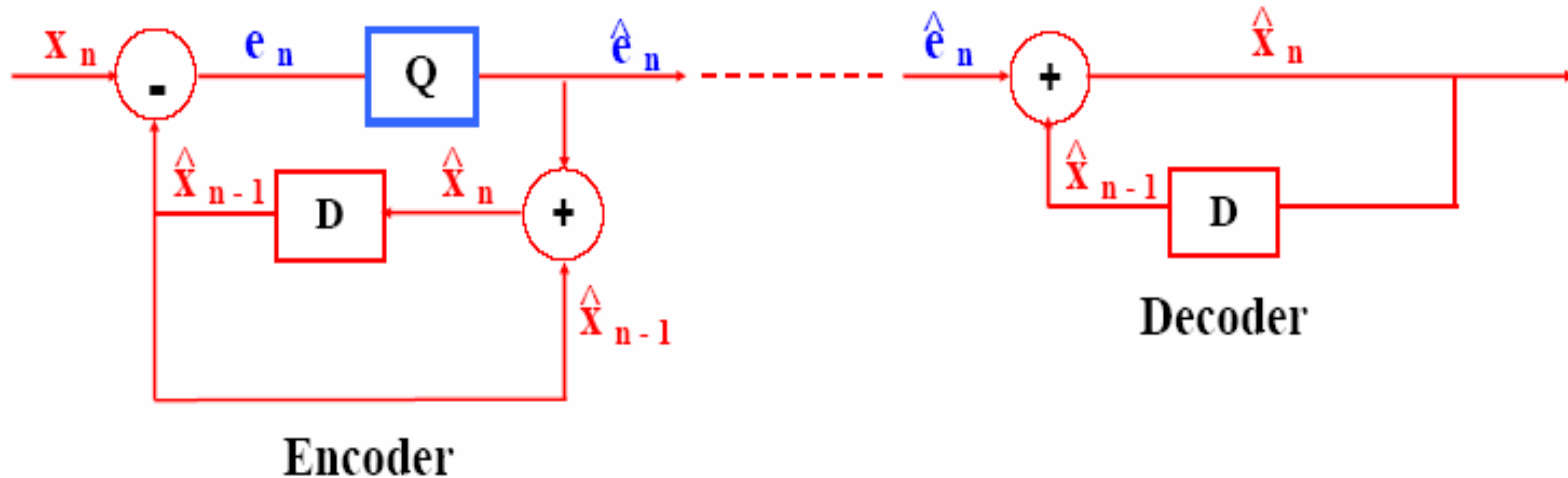 x n e n Q ê n ê n + x̂ n
-
x̂ n - 1 D x̂ n + x̂ n - 1 D
x̂ n - 1
Decoder
Encoder